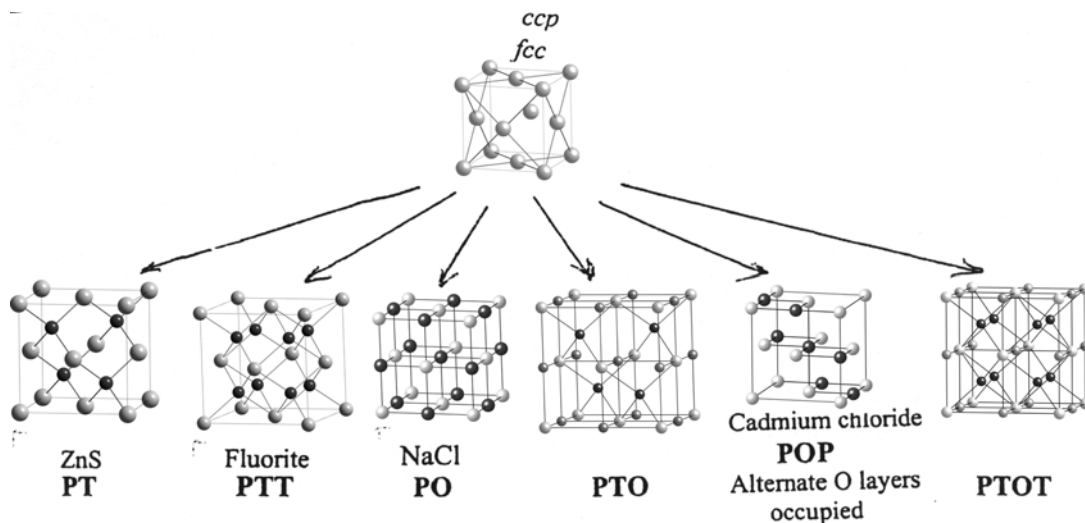 ccp
fcc
ZnS
PT
Fluorite
PTT
NaCl
PO
PTO
Cadmium chloride
POP
Alternate O layers
occupied
PTOT